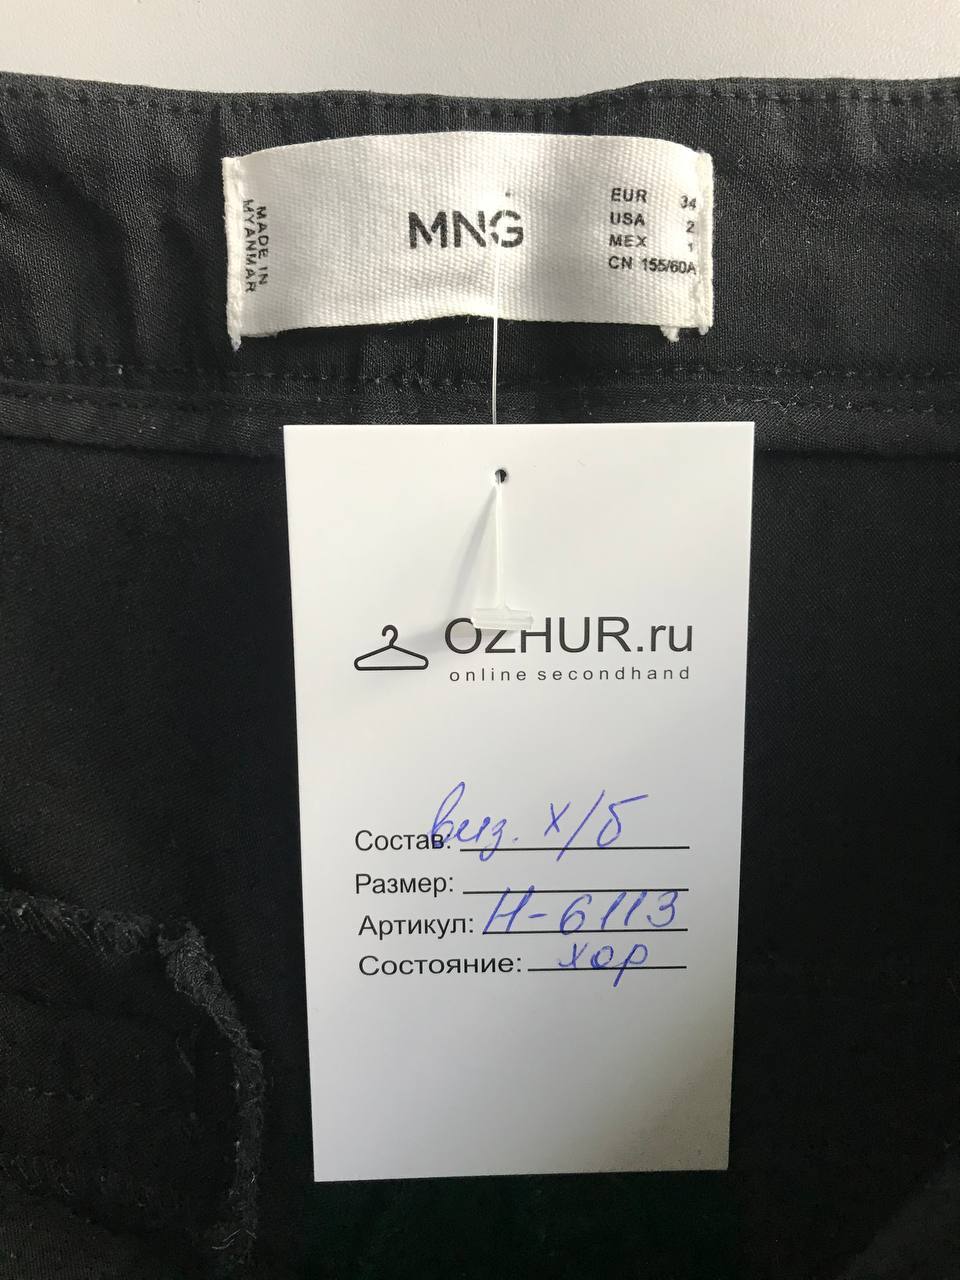 MADE IN
MYANMAR
MNG
EUR 34
USA 2
MEX 1
CN 155/60A
OZHUR.ru
online secondhand
Состав: виз. х/б
Размер:
Артикул: Н-6113
Состояние: хор